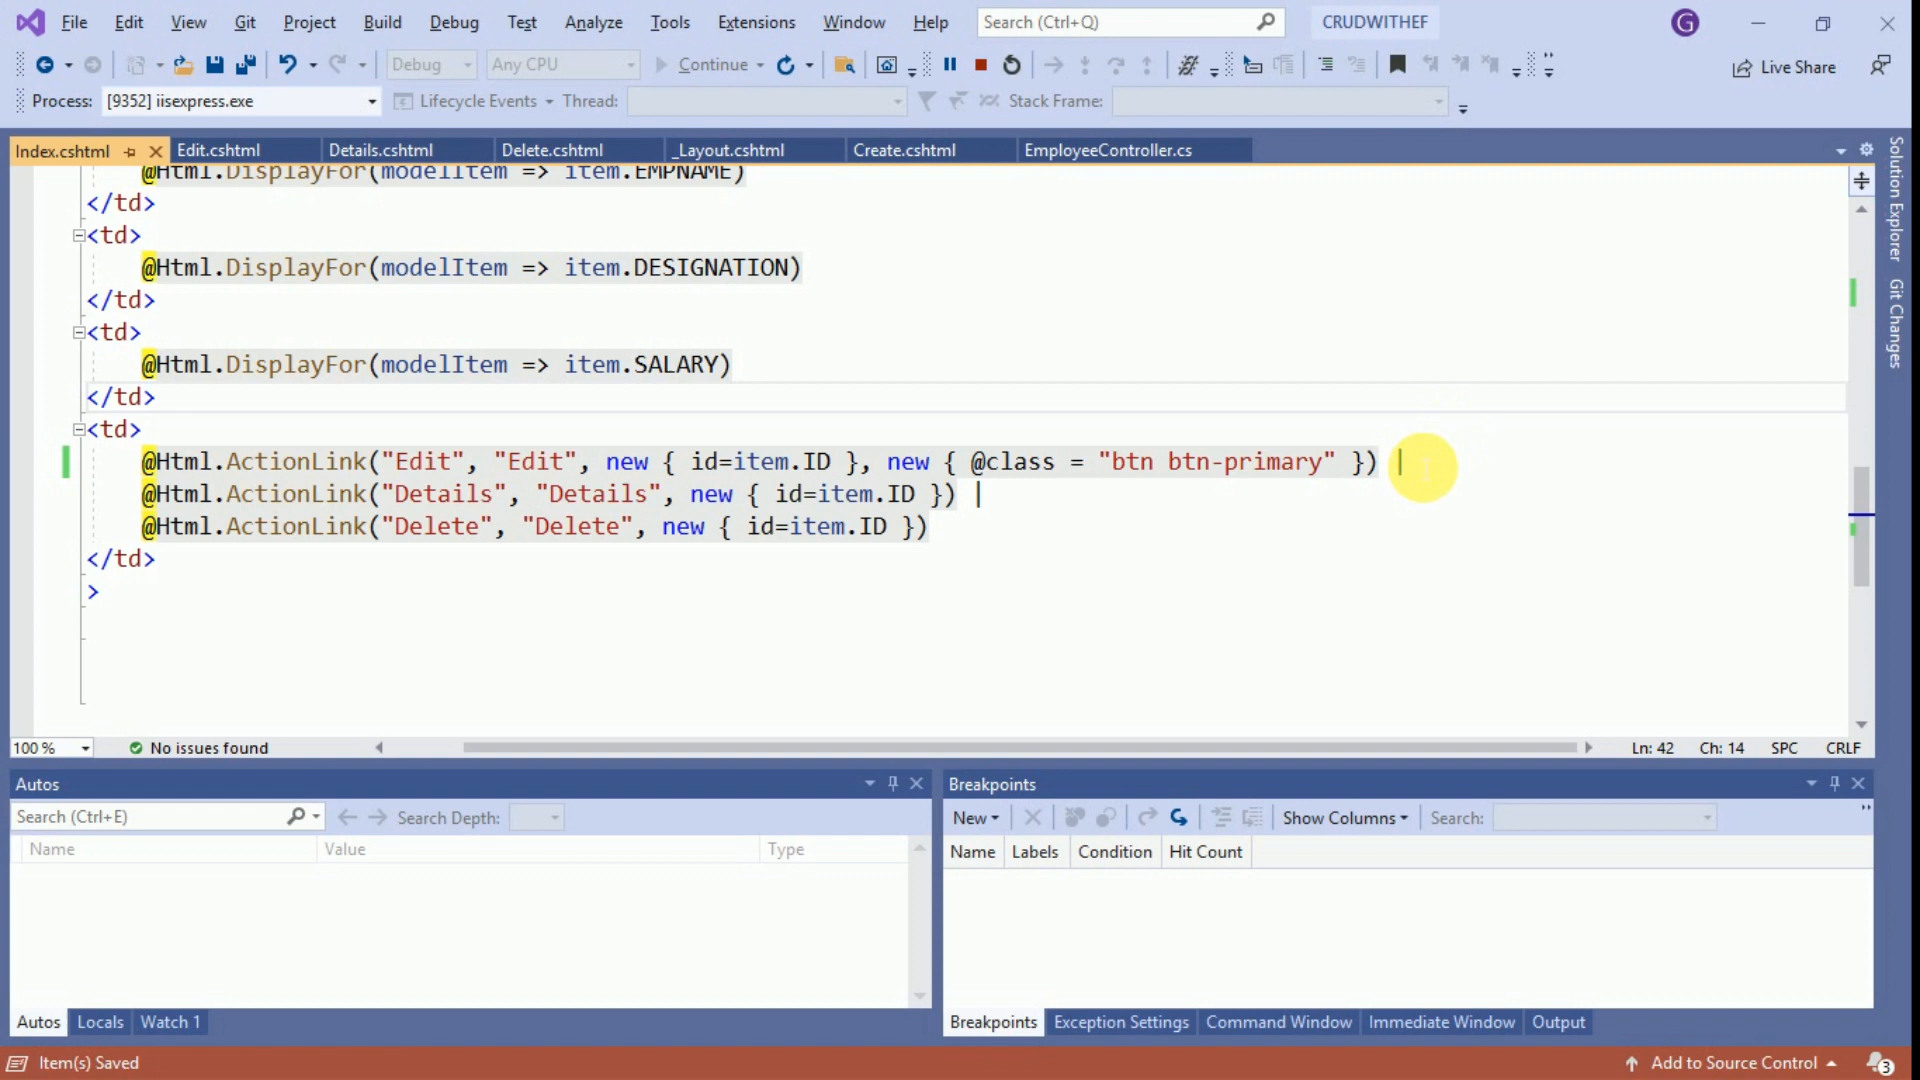 File Edit View Git Project Build Debug Test Analyze Tools Extensions Window Help Search (Ctrl+Q) CRUDWITHEF G
Debug Any CPU Continue Live Share
Process: [9352] iisexpress.exe Lifecycle Events Thread: Stack Frame:
Index.cshtml Edit.cshtml Details.cshtml Delete.cshtml _Layout.cshtml Create.cshtml EmployeeController.cs
@Html.DisplayFor(modelItem => item.EMPNAME)
</td>
<td>
@Html.DisplayFor(modelItem => item.DESIGNATION)
</td>
<td>
@Html.DisplayFor(modelItem => item.SALARY)
</td>
<td>
@Html.ActionLink("Edit", "Edit", new { id=item.ID }, new { @class = "btn btn-primary" }) |
@Html.ActionLink("Details", "Details", new { id=item.ID }) |
@Html.ActionLink("Delete", "Delete", new { id=item.ID })
</td>
>
Solution Explorer
Git Changes
100 % No issues found Ln: 42 Ch: 14 SPC CRLF
Autos
Search (Ctrl+E) Search Depth:
Name Value Type
Autos Locals Watch 1
Breakpoints
New Show Columns Search:
Name Labels Condition Hit Count
Breakpoints Exception Settings Command Window Immediate Window Output
Item(s) Saved Add to Source Control 3